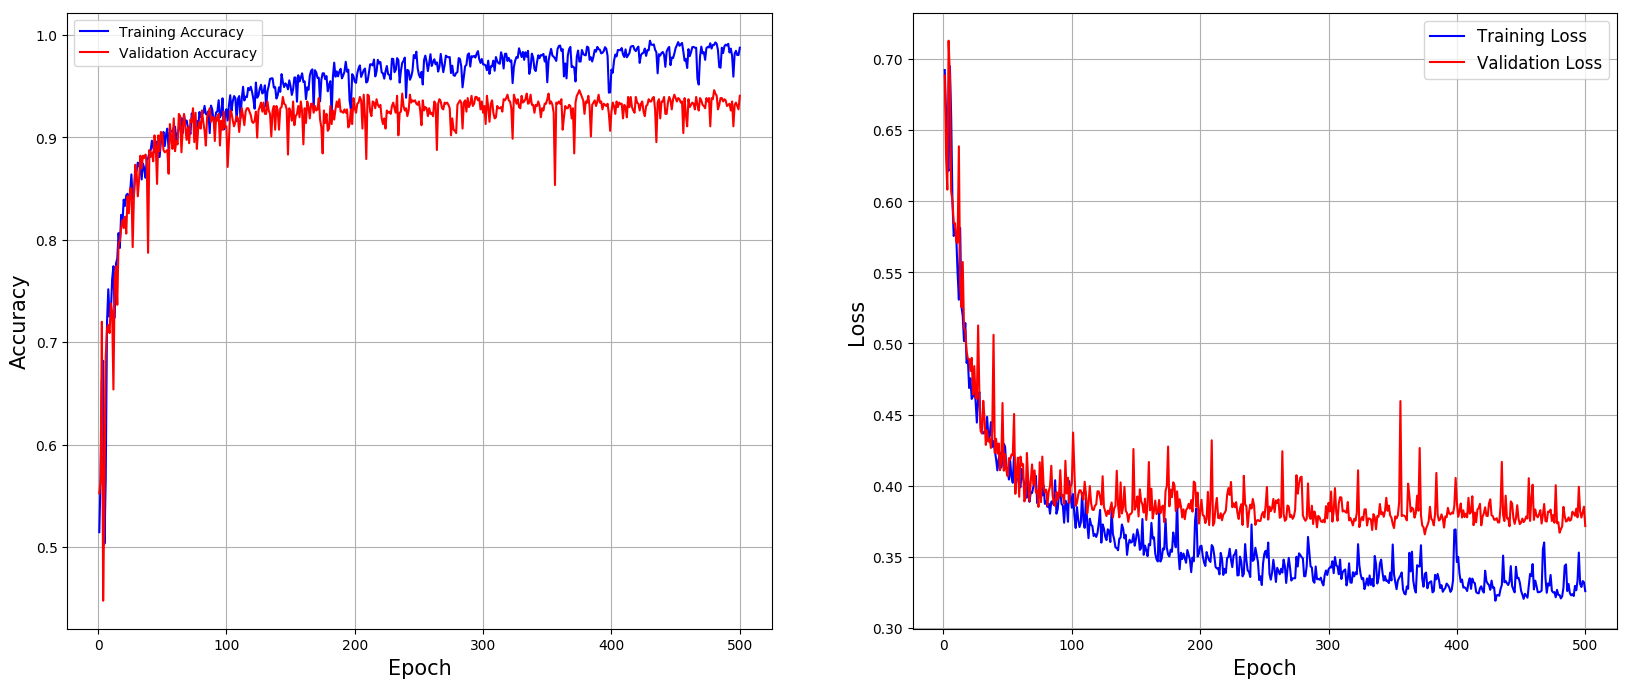 1.0
0.9
0.8
0.7
0.6
0.5
Accuracy
Training Accuracy
Validation Accuracy
0 100 200 300 400 500
Epoch
0.70
0.65
0.60
0.55
0.50
0.45
0.40
0.35
0.30
Loss
Training Loss
Validation Loss
0 100 200 300 400 500
Epoch